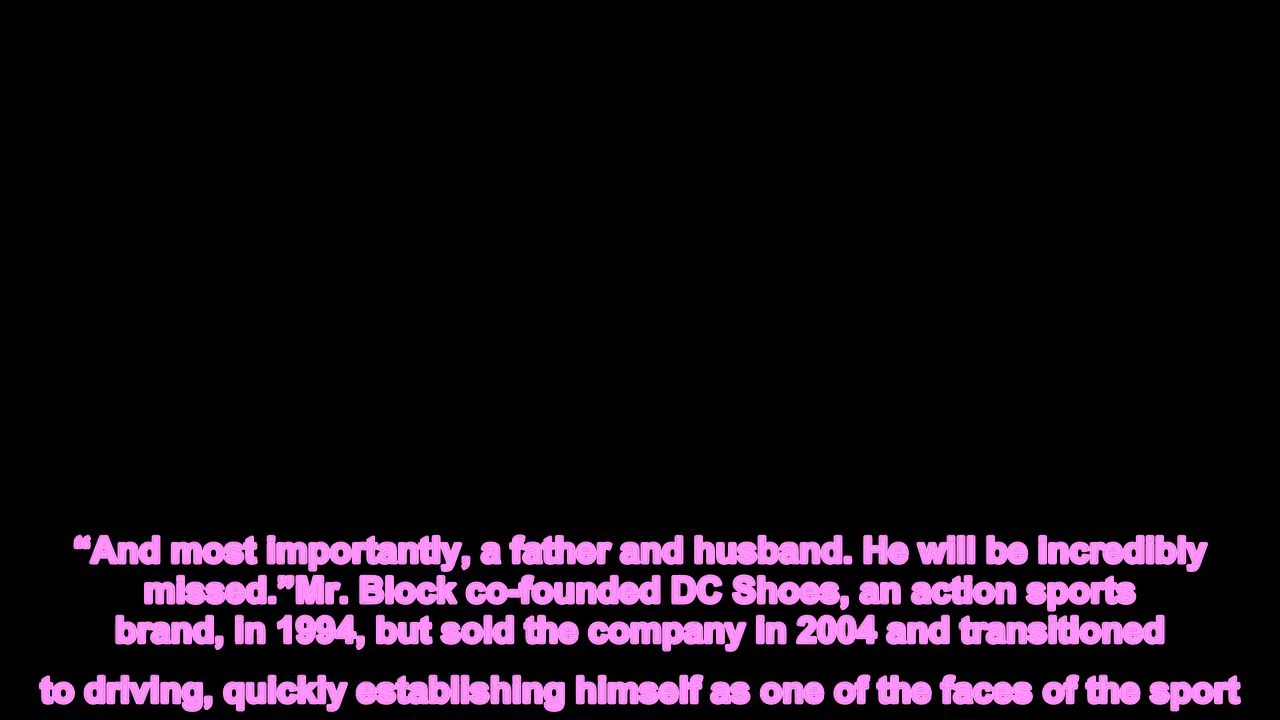 “And most importantly, a father and husband. He will be incredibly
missed.”Mr. Block co-founded DC Shoes, an action sports
brand, in 1994, but sold the company in 2004 and transitioned
to driving, quickly establishing himself as one of the faces of the sport